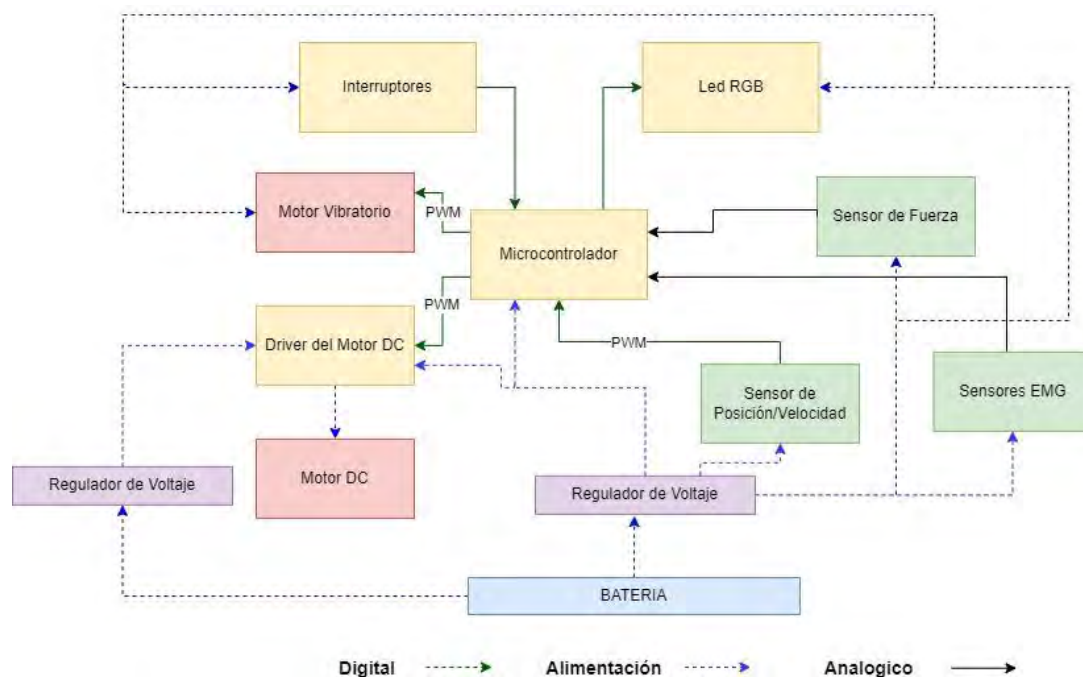 Interruptores
Led RGB
Motor Vibratorio
PWM
Sensor de Fuerza
Microcontrolador
PWM
Driver del Motor DC
PWM
Sensor de
Posición/Velocidad
Sensores EMG
Motor DC
Regulador de Voltaje
Regulador de Voltaje
BATERIA
Digital
Alimentación
Analogico